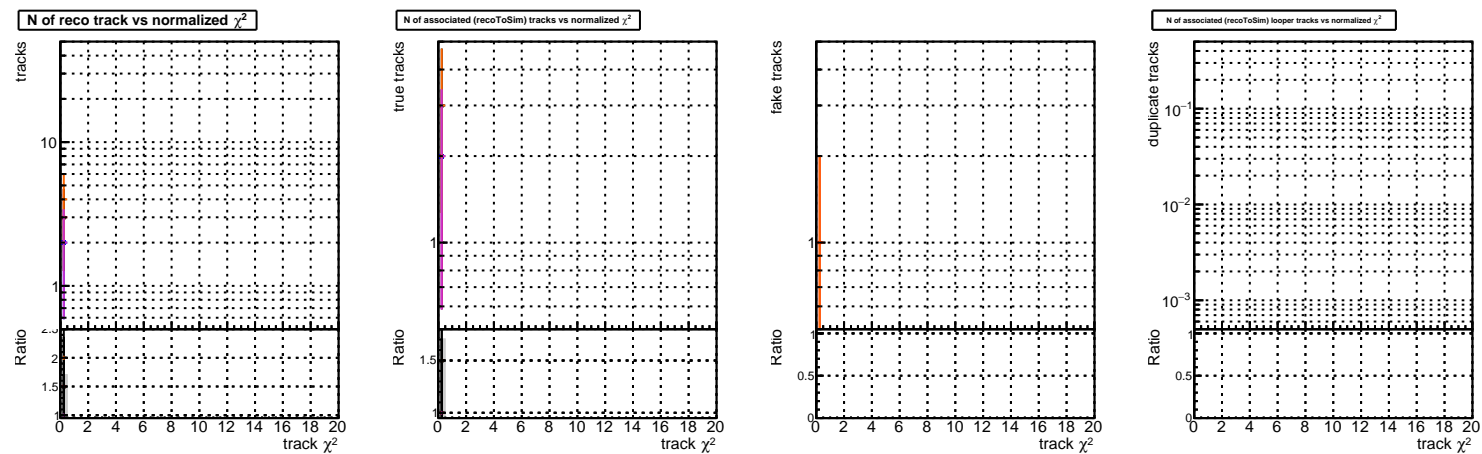 N of reco track vs normalized χ²
tracks
10
1
Ratio
2.5
2
1.5
1
0 2 4 6 8 10 12 14 16 18 20
track χ²
N of associated (recoToSim) tracks vs normalized χ²
true tracks
1
Ratio
1.5
1
0 2 4 6 8 10 12 14 16 18 20
track χ²
fake tracks
1
Ratio
1
0.5
0
0 2 4 6 8 10 12 14 16 18 20
track χ²
N of associated (recoToSim) looper tracks vs normalized χ²
duplicate tracks
10⁻¹
10⁻²
10⁻³
Ratio
1
0.5
0
0 2 4 6 8 10 12 14 16 18 20
track χ²